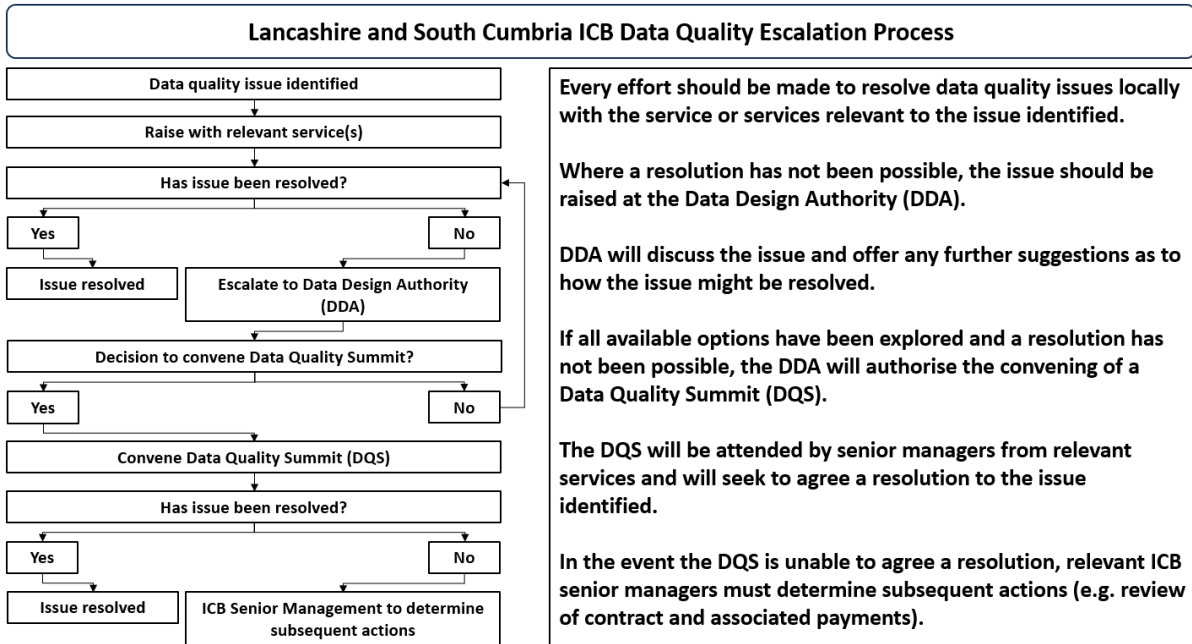 Lancashire and South Cumbria ICB Data Quality Escalation Process
Data quality issue identified
Raise with relevant service(s)
Has issue been resolved?
Yes
No
Issue resolved
Escalate to Data Design Authority
(DDA)
Decision to convene Data Quality Summit?
Yes
No
Convene Data Quality Summit (DQS)
Has issue been resolved?
Yes
No
Issue resolved
ICB Senior Management to determine
subsequent actions
Every effort should be made to resolve data quality issues locally
with the service or services relevant to the issue identified.
Where a resolution has not been possible, the issue should be
raised at the Data Design Authority (DDA).
DDA will discuss the issue and offer any further suggestions as to
how the issue might be resolved.
If all available options have been explored and a resolution has
not been possible, the DDA will authorise the convening of a
Data Quality Summit (DQS).
The DQS will be attended by senior managers from relevant
services and will seek to agree a resolution to the issue
identified.
In the event the DQS is unable to agree a resolution, relevant ICB
senior managers must determine subsequent actions (e.g. review
of contract and associated payments).